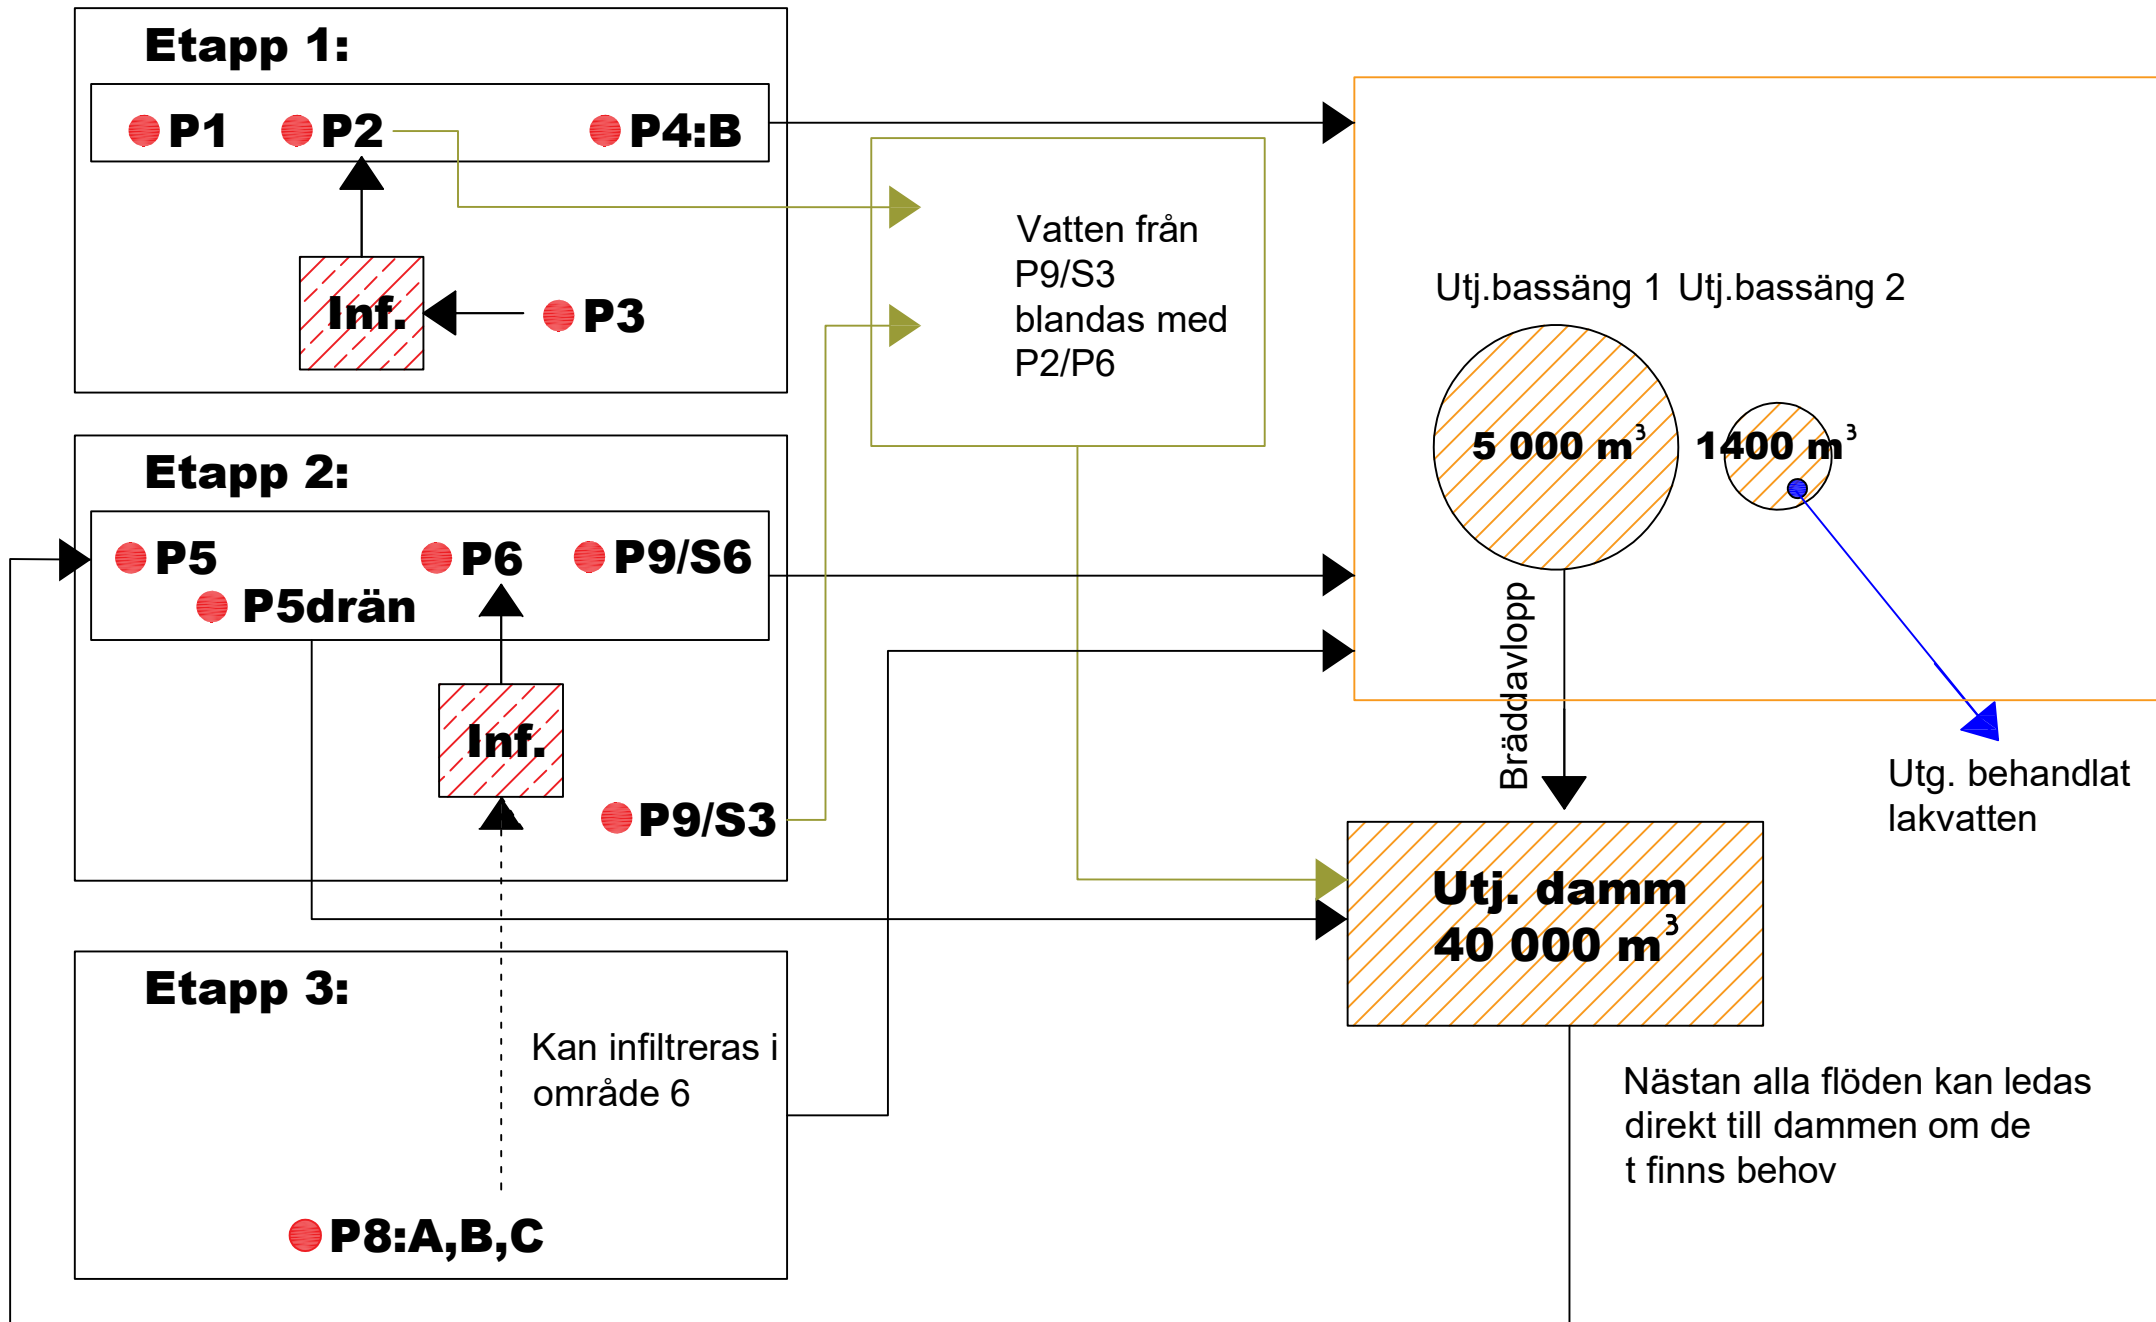 Etapp 1:
P1
P2
P4:B
Inf.
P3
Vatten från
P9/S3
blandas med
P2/P6
Utj.bassäng 1
Utj.bassäng 2
5 000 m³
1400 m³
Etapp 2:
P5
P6
P9/S6
P5drän
Inf.
P9/S3
Bräddavlopp
Utg. behandlat
lakvatten
Utj. damm
40 000 m³
Etapp 3:
Kan infiltreras i
område 6
P8:A,B,C
Nästan alla flöden kan ledas
direkt till dammen om de
t finns behov